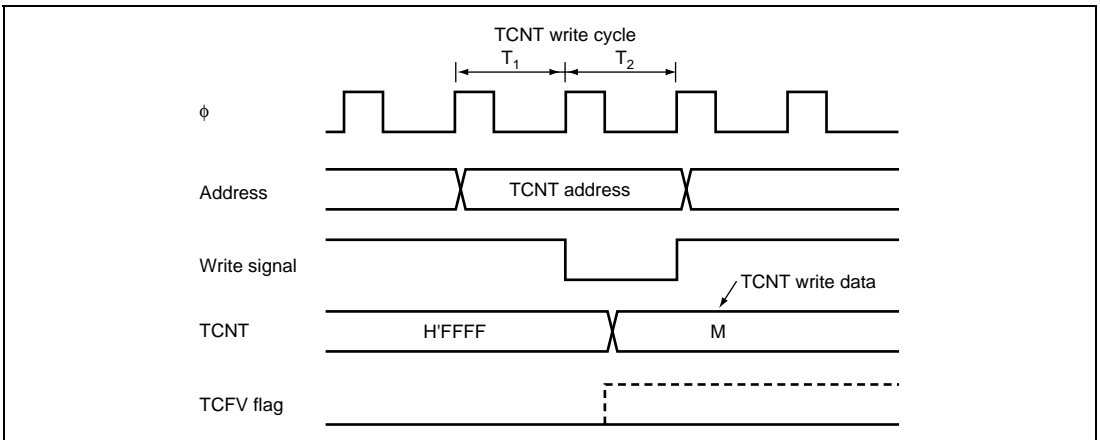 TCNT write cycle
T1 T2
φ
Address
TCNT address
Write signal
TCNT write data
TCNT
H'FFFF
M
TCFV flag